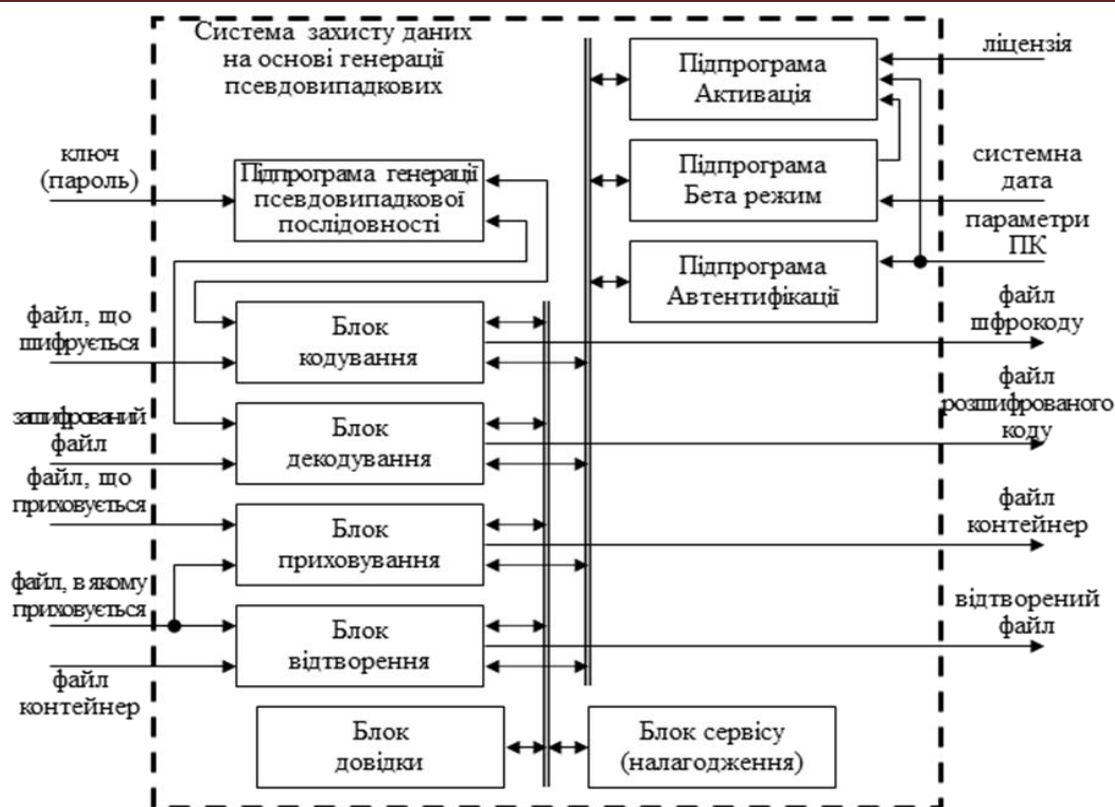 Система захисту даних
на основі генерації
псевдовипадкових
ключ
(пароль)
Підпрограма генерації
псевдовипадкової
послідовності
Підпрограма
Активація
ліцензія
Підпрограма
Бета режим
системна
дата
параметри
ПК
Підпрограма
Автентифікації
файл, що
шифрується
Блок
кодування
файл
шфрокоду
зашифрований
файл
Блок
декодування
файл
розшифрованого
коду
файл, що
приховується
Блок
приховування
файл
контейнер
файл, в якому
приховується
Блок
відтворення
відтворений
файл
файл
контейнер
Блок
довідки
Блок сервісу
(налагодження)